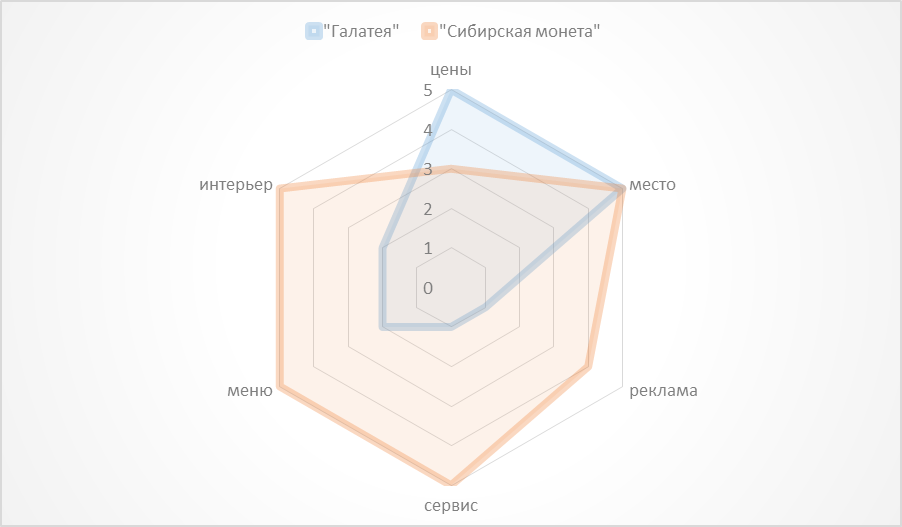 "Галатея" "Сибирская монета"
цены
5
4
3
интерьер место
2
1
0
меню реклама
сервис